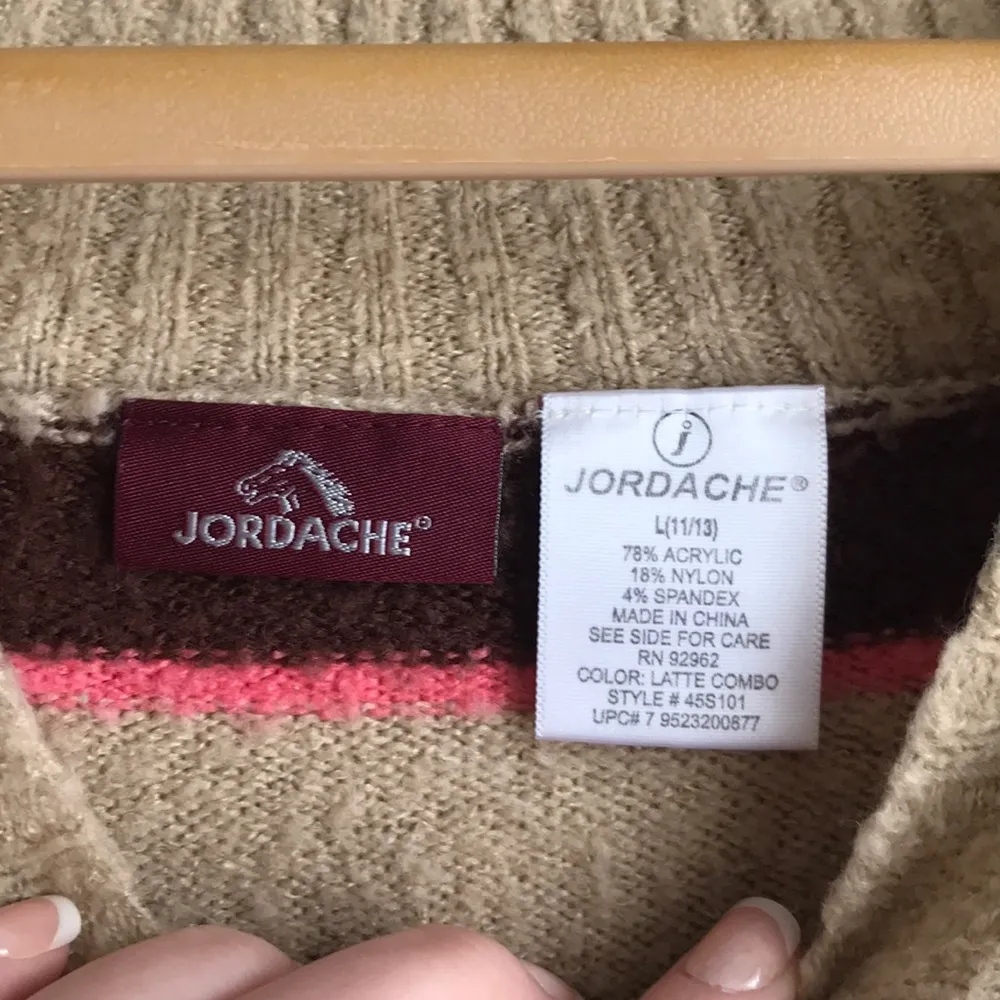 JORDACHE®
j
JORDACHE®
L(11/13)
78% ACRYLIC
18% NYLON
4% SPANDEX
MADE IN CHINA
SEE SIDE FOR CARE
RN 92962
COLOR: LATTE COMBO
STYLE # 45S101
UPC# 7 9523200877